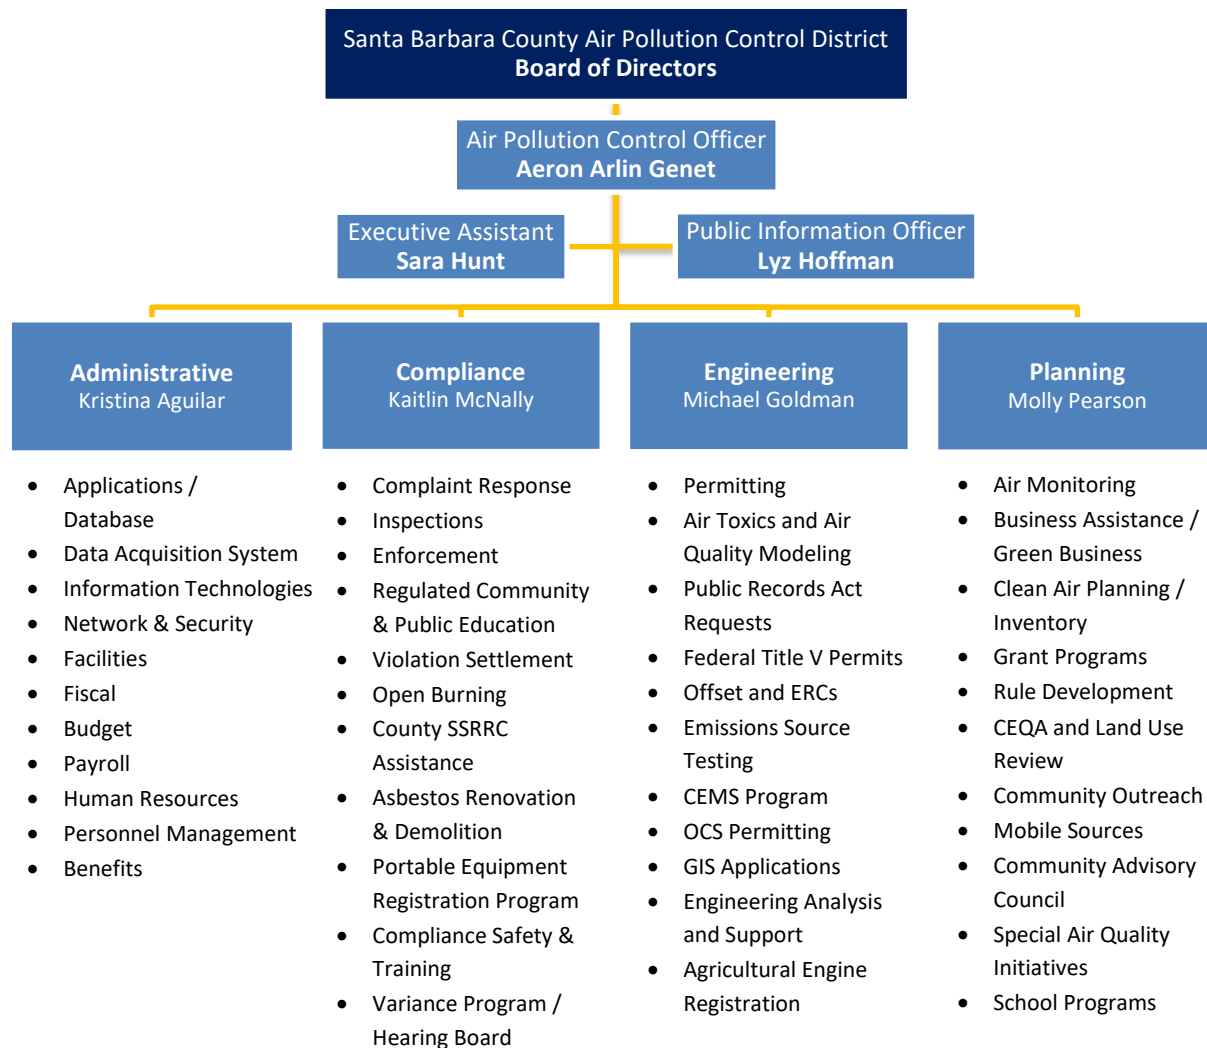 Santa Barbara County Air Pollution Control District
Board of Directors
Air Pollution Control Officer
Aeron Arlin Genet
Executive Assistant
Sara Hunt
Public Information Officer
Lyz Hoffman
Administrative
Kristina Aguilar
• Applications /
Database
• Data Acquisition System
• Information Technologies
• Network & Security
• Facilities
• Fiscal
• Budget
• Payroll
• Human Resources
• Personnel Management
• Benefits
Compliance
Kaitlin McNally
• Complaint Response
• Inspections
• Enforcement
• Regulated Community
& Public Education
• Violation Settlement
• Open Burning
• County SSRRC
Assistance
• Asbestos Renovation
& Demolition
• Portable Equipment
Registration Program
• Compliance Safety &
Training
• Variance Program /
Hearing Board
Engineering
Michael Goldman
• Permitting
• Air Toxics and Air
Quality Modeling
• Public Records Act
Requests
• Federal Title V Permits
• Offset and ERCs
• Emissions Source
Testing
• CEMS Program
• OCS Permitting
• GIS Applications
• Engineering Analysis
and Support
• Agricultural Engine
Registration
Planning
Molly Pearson
• Air Monitoring
• Business Assistance /
Green Business
• Clean Air Planning /
Inventory
• Grant Programs
• Rule Development
• CEQA and Land Use
Review
• Community Outreach
• Mobile Sources
• Community Advisory
Council
• Special Air Quality
Initiatives
• School Programs